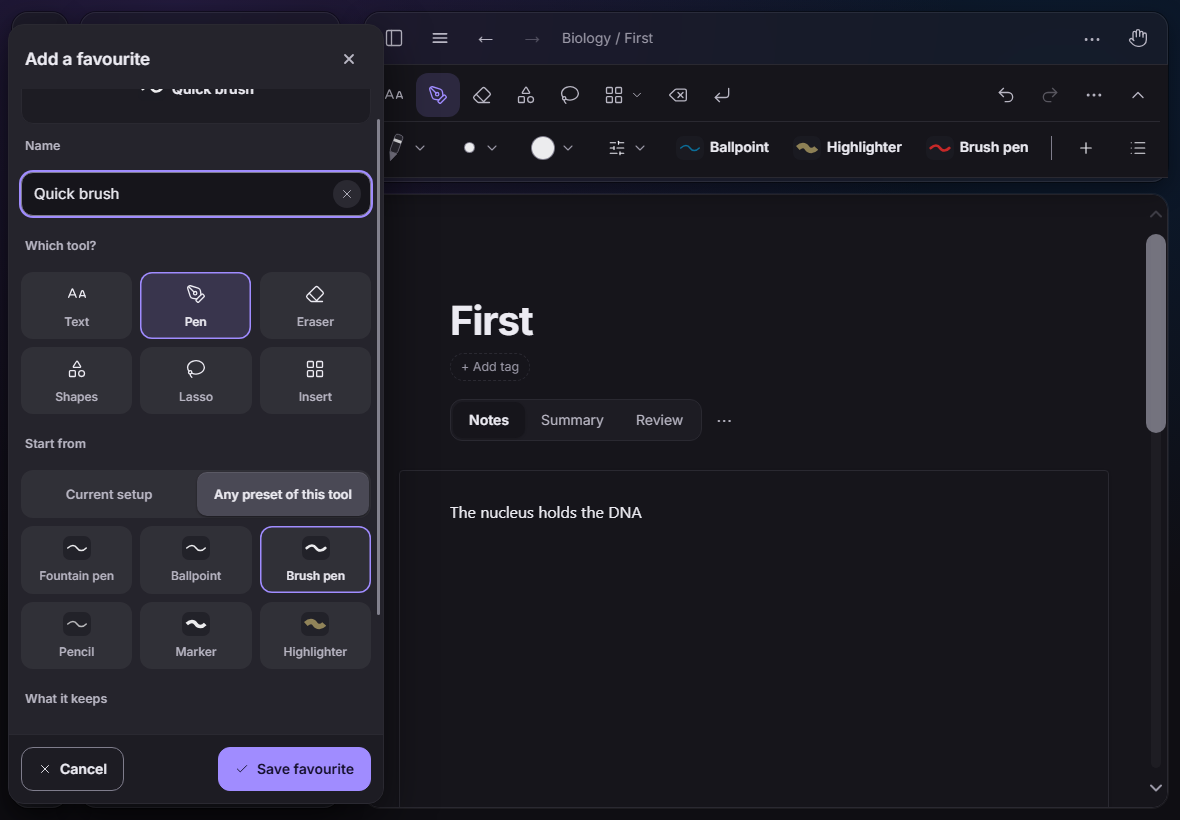 Add a favourite
Quick brush
Name
Quick brush
Which tool?
AA
Text
Pen
Eraser
Shapes
Lasso
Insert
Start from
Current setup
Any preset of this tool
Fountain pen
Ballpoint
Brush pen
Pencil
Marker
Highlighter
What it keeps
Cancel
Save favourite
Biology / First
AA
Ballpoint
Highlighter
Brush pen
First
+ Add tag
Notes
Summary
Review
The nucleus holds the DNA